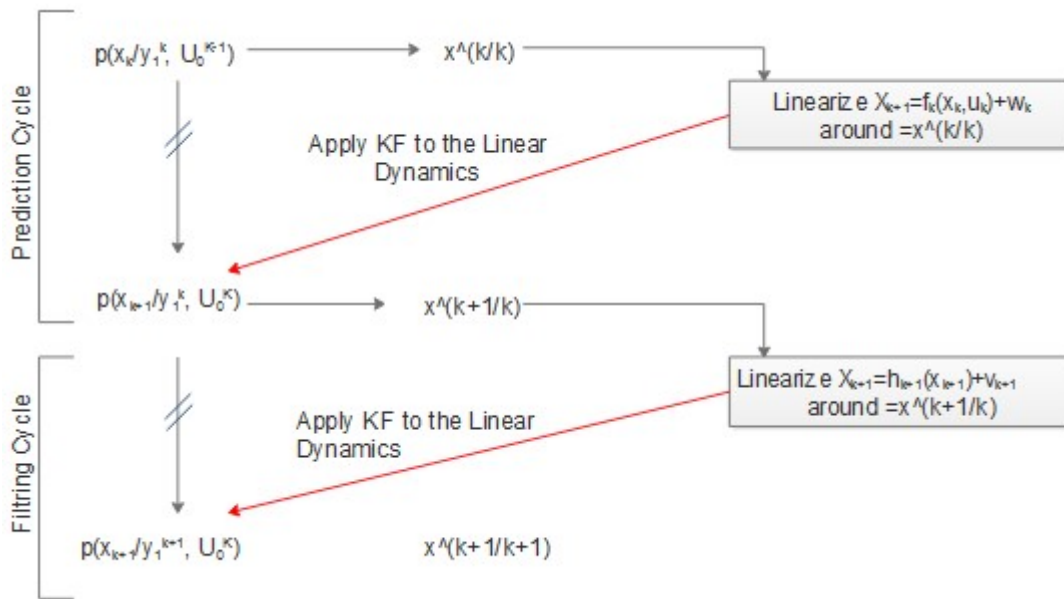 Prediction Cycle
p(xₖ/y₁ᵏ, U₀ᴷ⁻¹)
x^(k/k)
Linearize Xₖ₊₁=fₖ(xₖ,uₖ)+wₖ
around =x^(k/k)
Apply KF to the Linear
Dynamics
p(xₖ₊₁/y₁ᵏ, U₀ᴷ)
x^(k+1/k)
Filtring Cycle
Linearize Xₖ₊₁=hₖ₊₁(xₖ₊₁)+vₖ₊₁
around =x^(k+1/k)
Apply KF to the Linear
Dynamics
p(xₖ₊₁/y₁ᵏ⁺¹, U₀ᴷ)
x^(k+1/k+1)